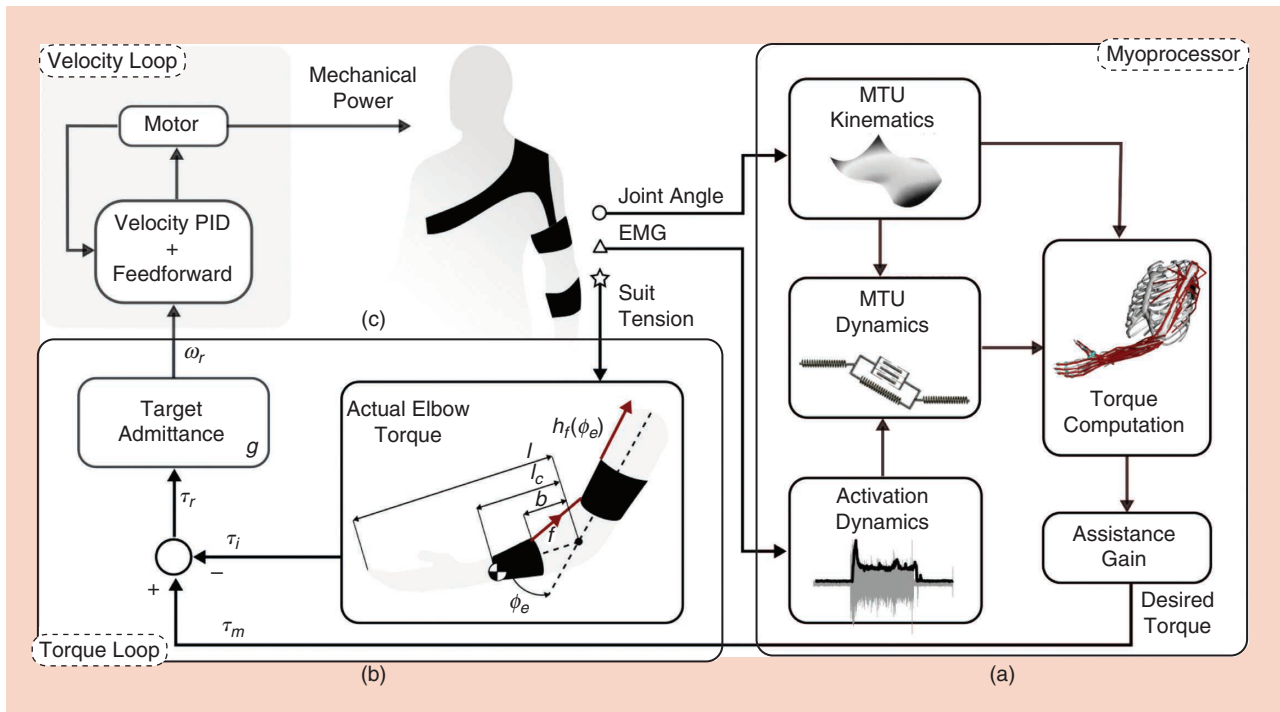 Velocity Loop
Motor
Velocity PID
+
Feedforward
Mechanical
Power
(c)
Joint Angle
EMG
Suit
Tension
ω_r
Target
Admittance
g
τ_r
τ_i
−
+
τ_m
Torque Loop
(b)
Actual Elbow
Torque
h_f(ϕ_e)
l
l_c
b
f
ϕ_e
Myoprocessor
MTU
Kinematics
MTU
Dynamics
Activation
Dynamics
Torque
Computation
Assistance
Gain
Desired
Torque
(a)